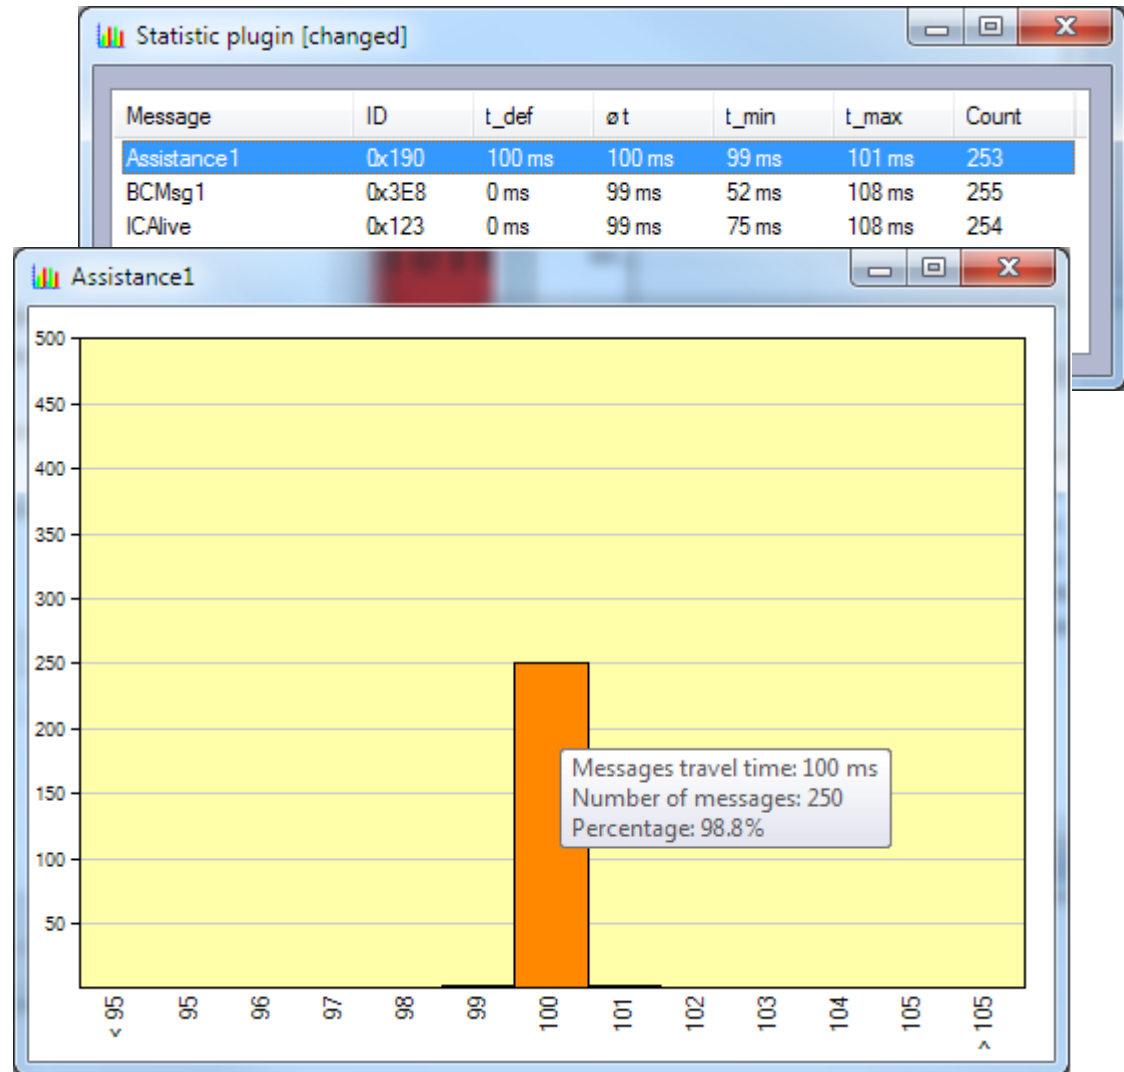 Statistic plugin [changed]
Message ID t_def ø t t_min t_max Count
Assistance1 0x190 100 ms 100 ms 99 ms 101 ms 253
BCMsg1 0x3E8 0 ms 99 ms 52 ms 108 ms 255
ICAlive 0x123 0 ms 99 ms 75 ms 108 ms 254
Assistance1
500
450
400
350
300
250
200
150
100
50
Messages travel time: 100 ms
Number of messages: 250
Percentage: 98.8%
< 95 95 96 97 98 99 100 101 102 103 104 105 > 105